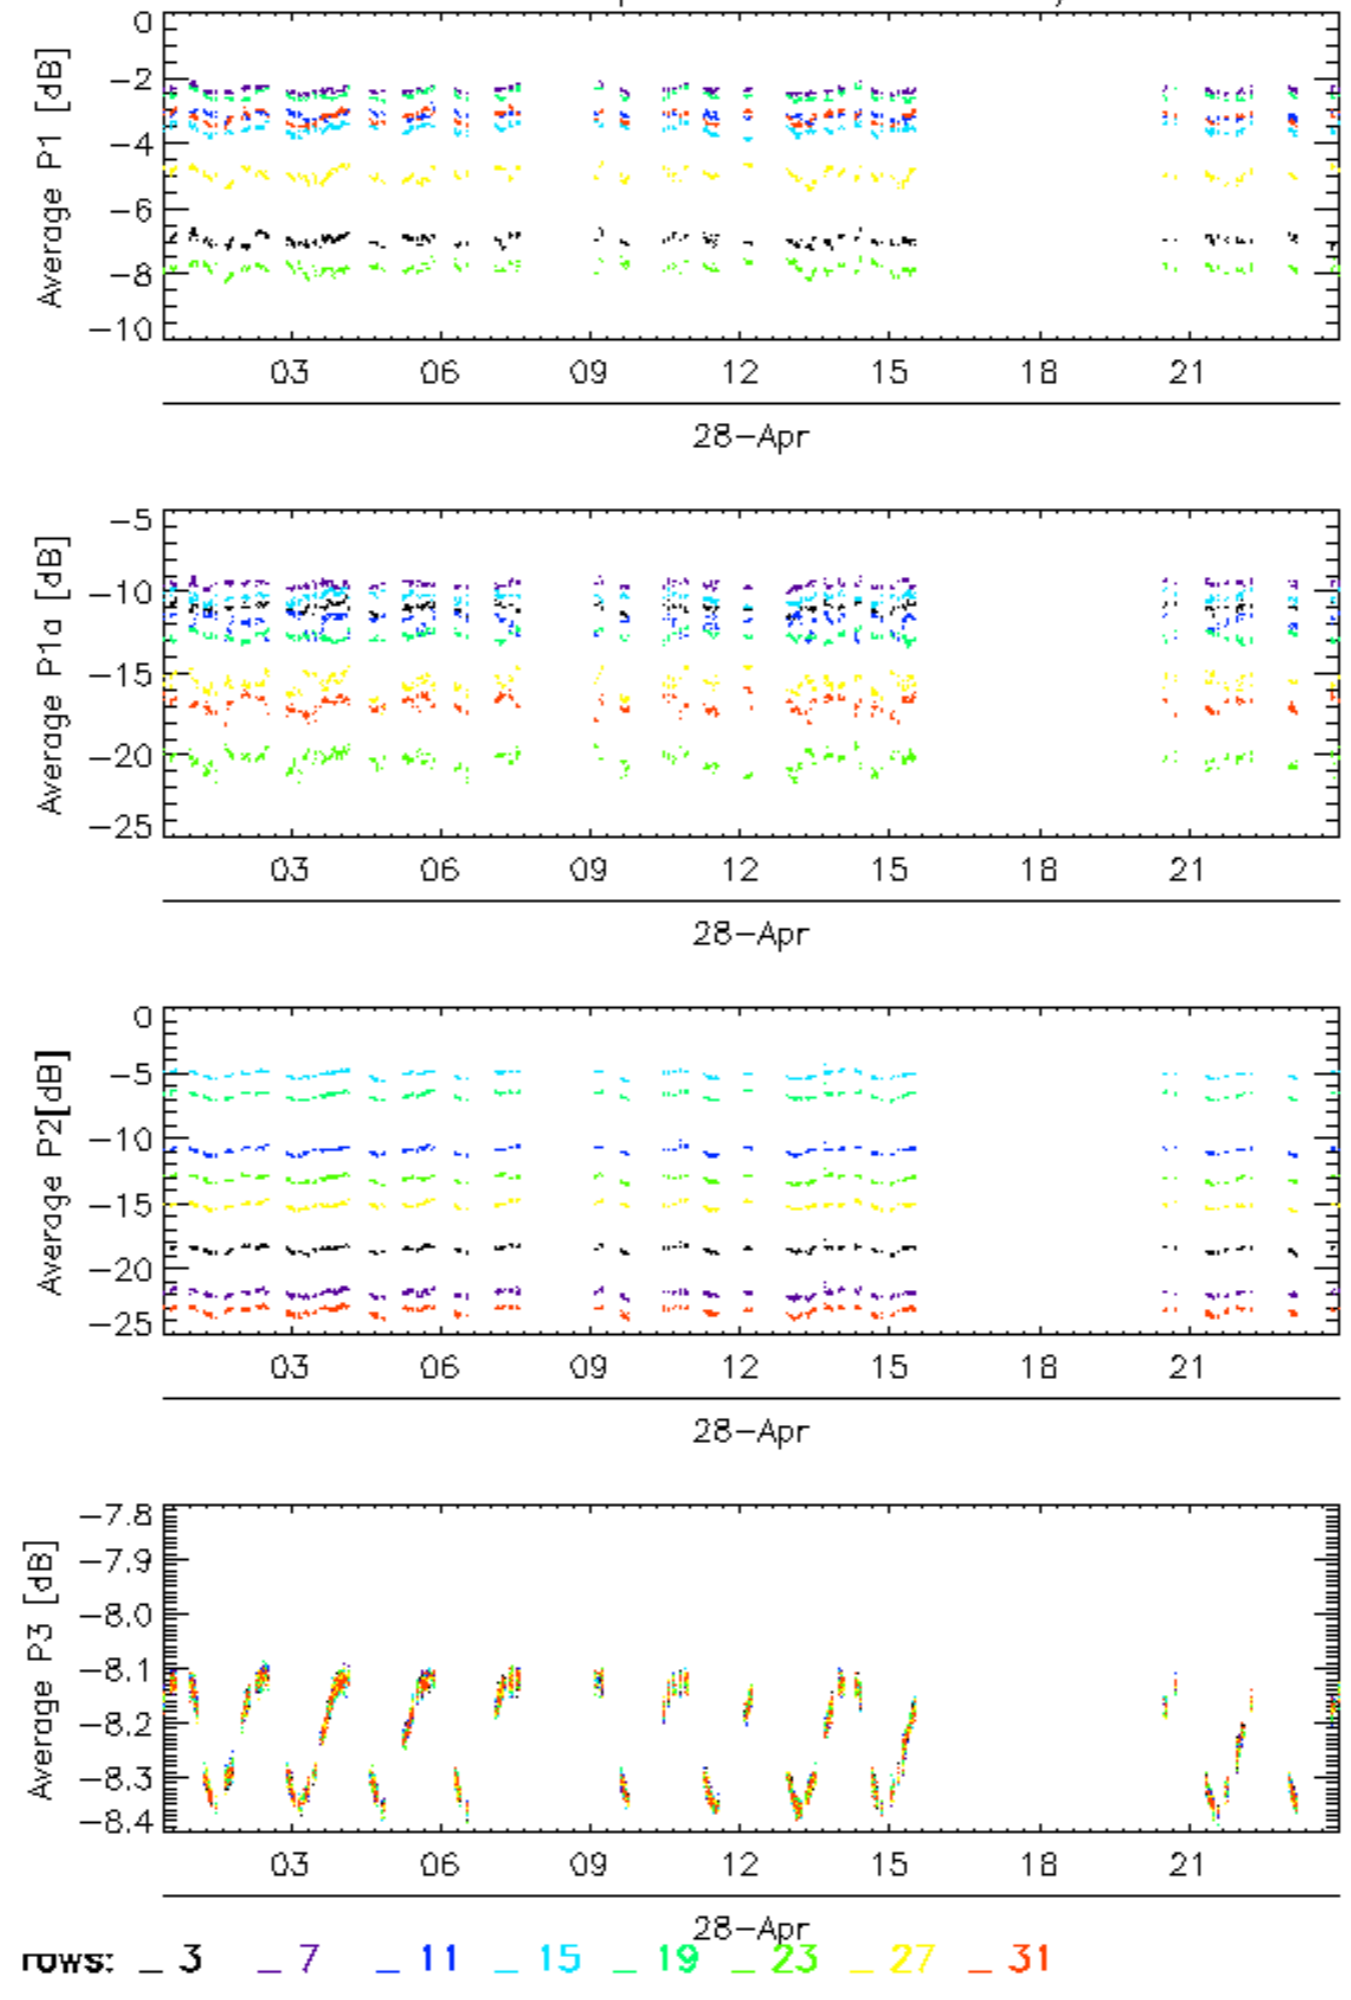 0
−2
−4
−6
−8
−10
Average P1 [dB]
03 06 09 12 15 18 21
28−Apr
−5
−10
−15
−20
−25
Average P1a [dB]
03 06 09 12 15 18 21
28−Apr
0
−5
−10
−15
−20
−25
Average P2[dB]
03 06 09 12 15 18 21
28−Apr
−7.8
−7.9
−8.0
−8.1
−8.2
−8.3
−8.4
Average P3 [dB]
03 06 09 12 15 18 21
28−Apr
rows: _ 3 _ 7 _ 11 _ 15 _ 19 _ 23 _ 27 _ 31